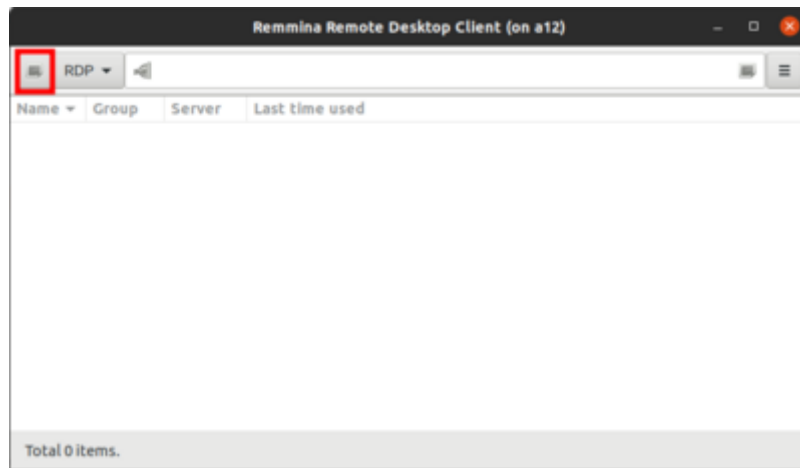 Remmina Remote Desktop Client (on a12)
RDP
Name Group Server Last time used
Total 0 items.